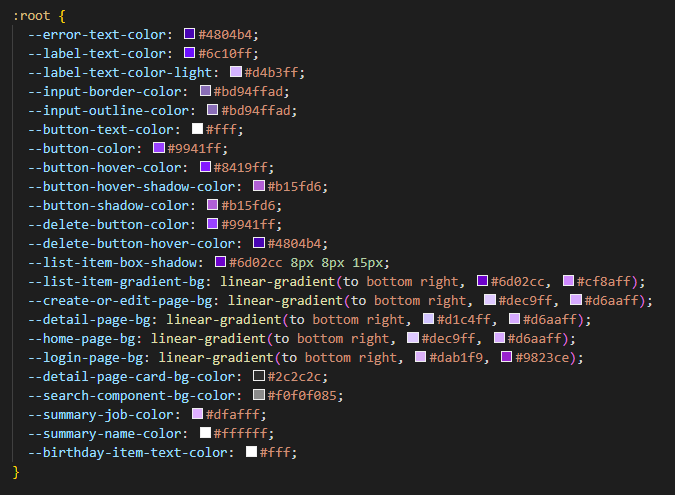 :root {
--error-text-color: #4804b4;
--label-text-color: #6c10ff;
--label-text-color-light: #d4b3ff;
--input-border-color: #bd94ffad;
--input-outline-color: #bd94ffad;
--button-text-color: #fff;
--button-color: #9941ff;
--button-hover-color: #8419ff;
--button-hover-shadow-color: #b15fd6;
--button-shadow-color: #b15fd6;
--delete-button-color: #9941ff;
--delete-button-hover-color: #4804b4;
--list-item-box-shadow: #6d02cc 8px 8px 15px;
--list-item-gradient-bg: linear-gradient(to bottom right, #6d02cc, #cf8aff);
--create-or-edit-page-bg: linear-gradient(to bottom right, #dec9ff, #d6aaff);
--detail-page-bg: linear-gradient(to bottom right, #d1c4ff, #d6aaff);
--home-page-bg: linear-gradient(to bottom right, #dec9ff, #d6aaff);
--login-page-bg: linear-gradient(to bottom right, #dab1f9, #9823ce);
--detail-page-card-bg-color: #2c2c2c;
--search-component-bg-color: #f0f0f085;
--summary-job-color: #dfafff;
--summary-name-color: #ffffff;
--birthday-item-text-color: #fff;
}